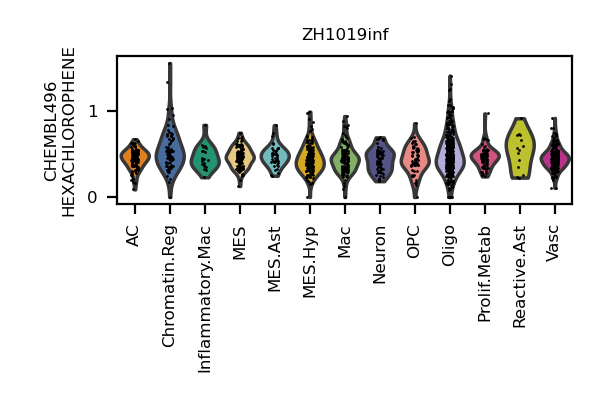 ZH1019inf
CHEMBL496
HEXACHLOROPHENE
1
0
AC
Chromatin.Reg
Inflammatory.Mac
MES
MES.Ast
MES.Hyp
Mac
Neuron
OPC
Oligo
Prolif.Metab
Reactive.Ast
Vasc